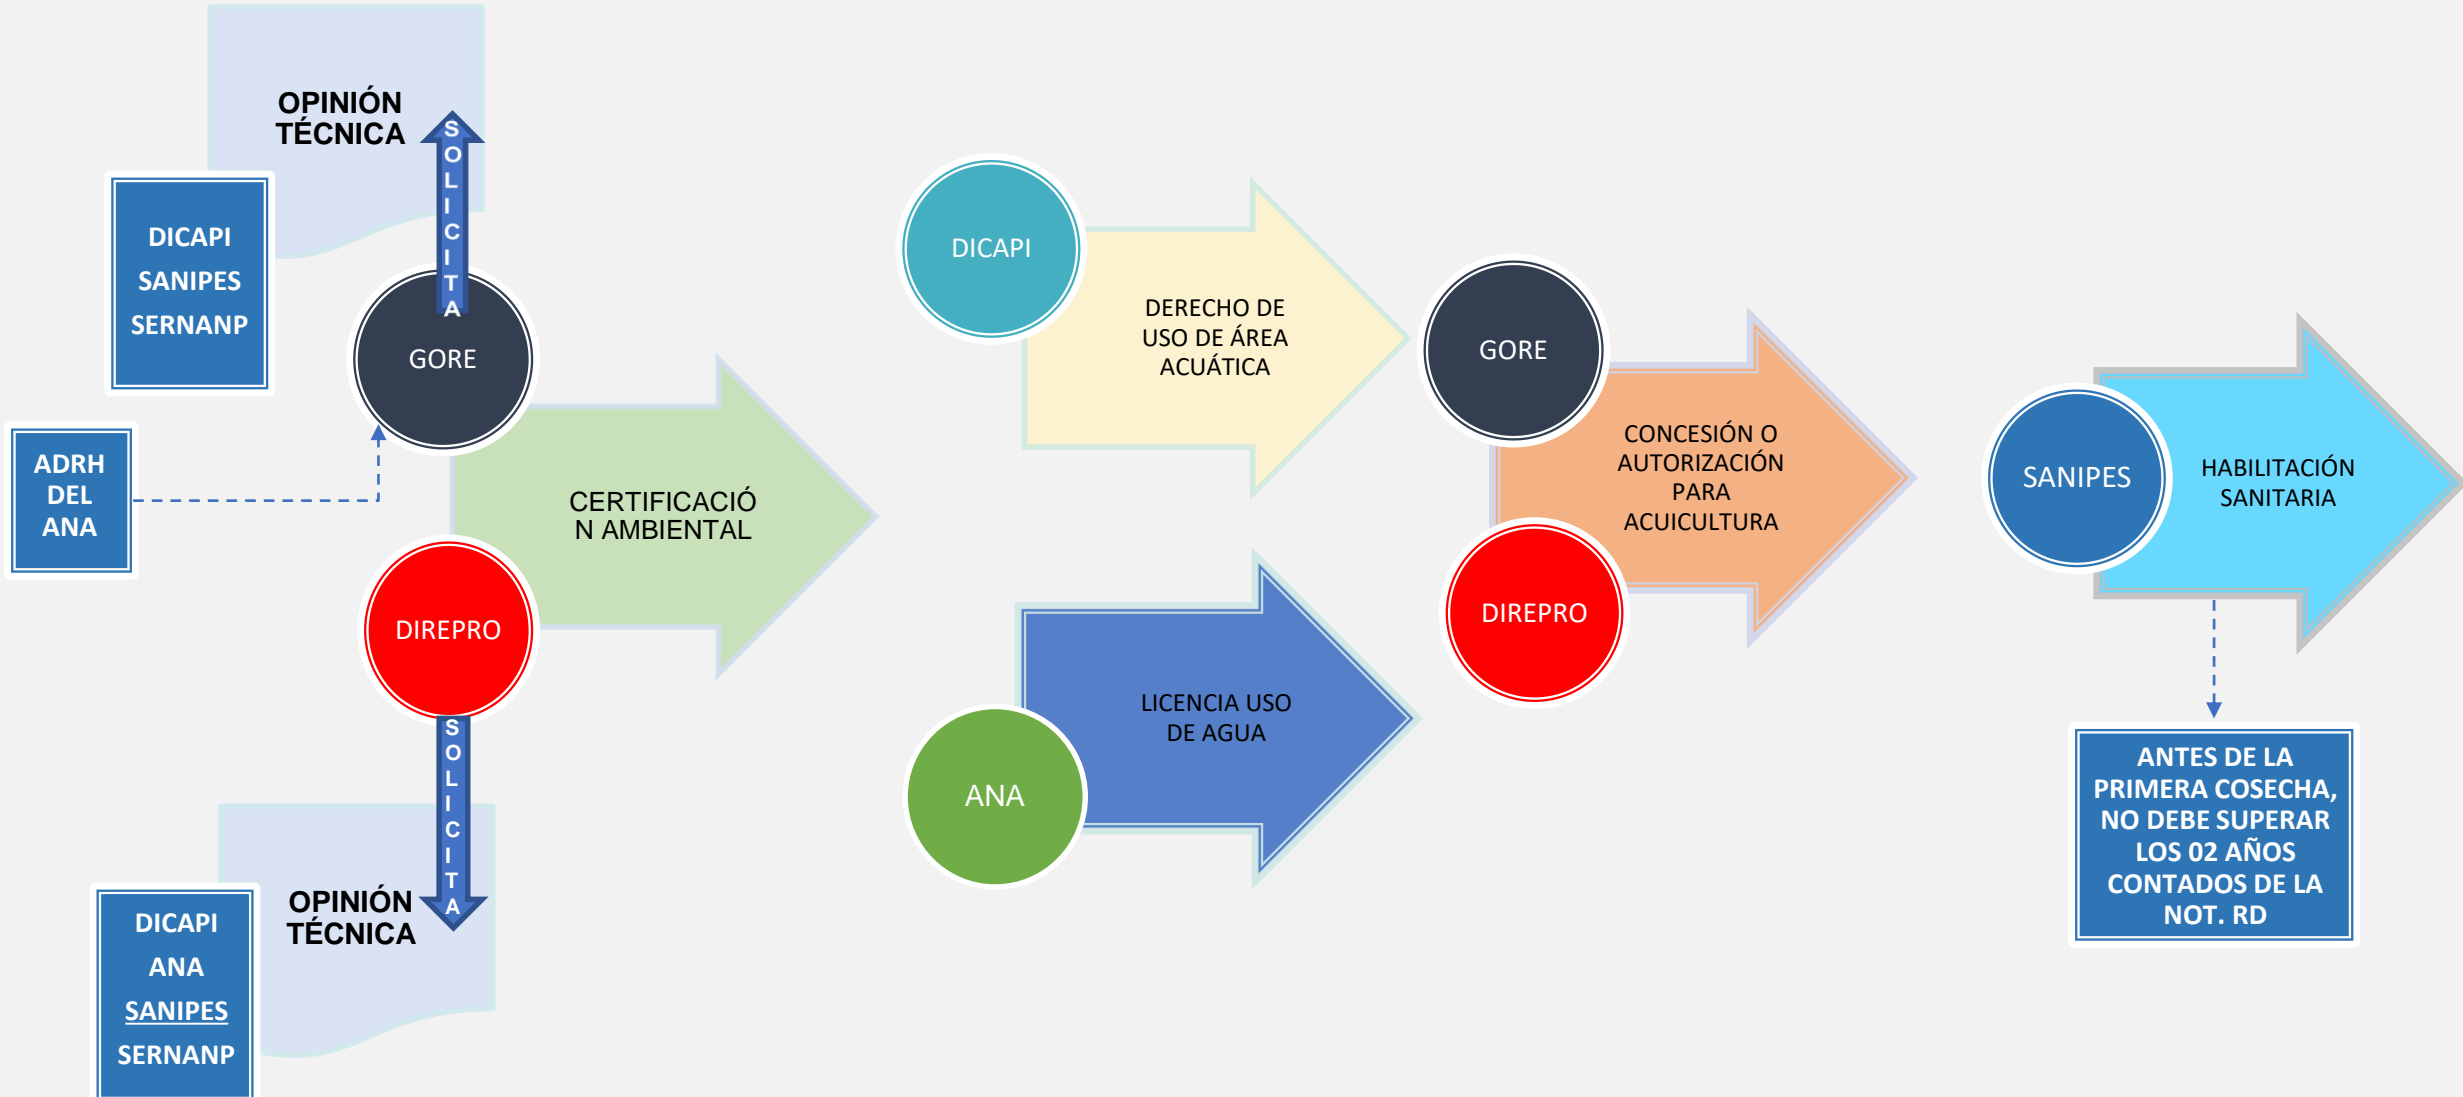 OPINIÓN
TÉCNICA
SOLICITA
DICAPI
SANIPES
SERNANP
GORE
ADRH
DEL
ANA
CERTIFICACIÓ
N AMBIENTAL
DIREPRO
SOLICITA
OPINIÓN
TÉCNICA
DICAPI
ANA
SANIPES
SERNANP
DICAPI
DERECHO DE
USO DE ÁREA
ACUÁTICA
LICENCIA USO
DE AGUA
ANA
GORE
CONCESIÓN O
AUTORIZACIÓN
PARA
ACUICULTURA
DIREPRO
SANIPES
HABILITACIÓN
SANITARIA
ANTES DE LA
PRIMERA COSECHA,
NO DEBE SUPERAR
LOS 02 AÑOS
CONTADOS DE LA
NOT. RD